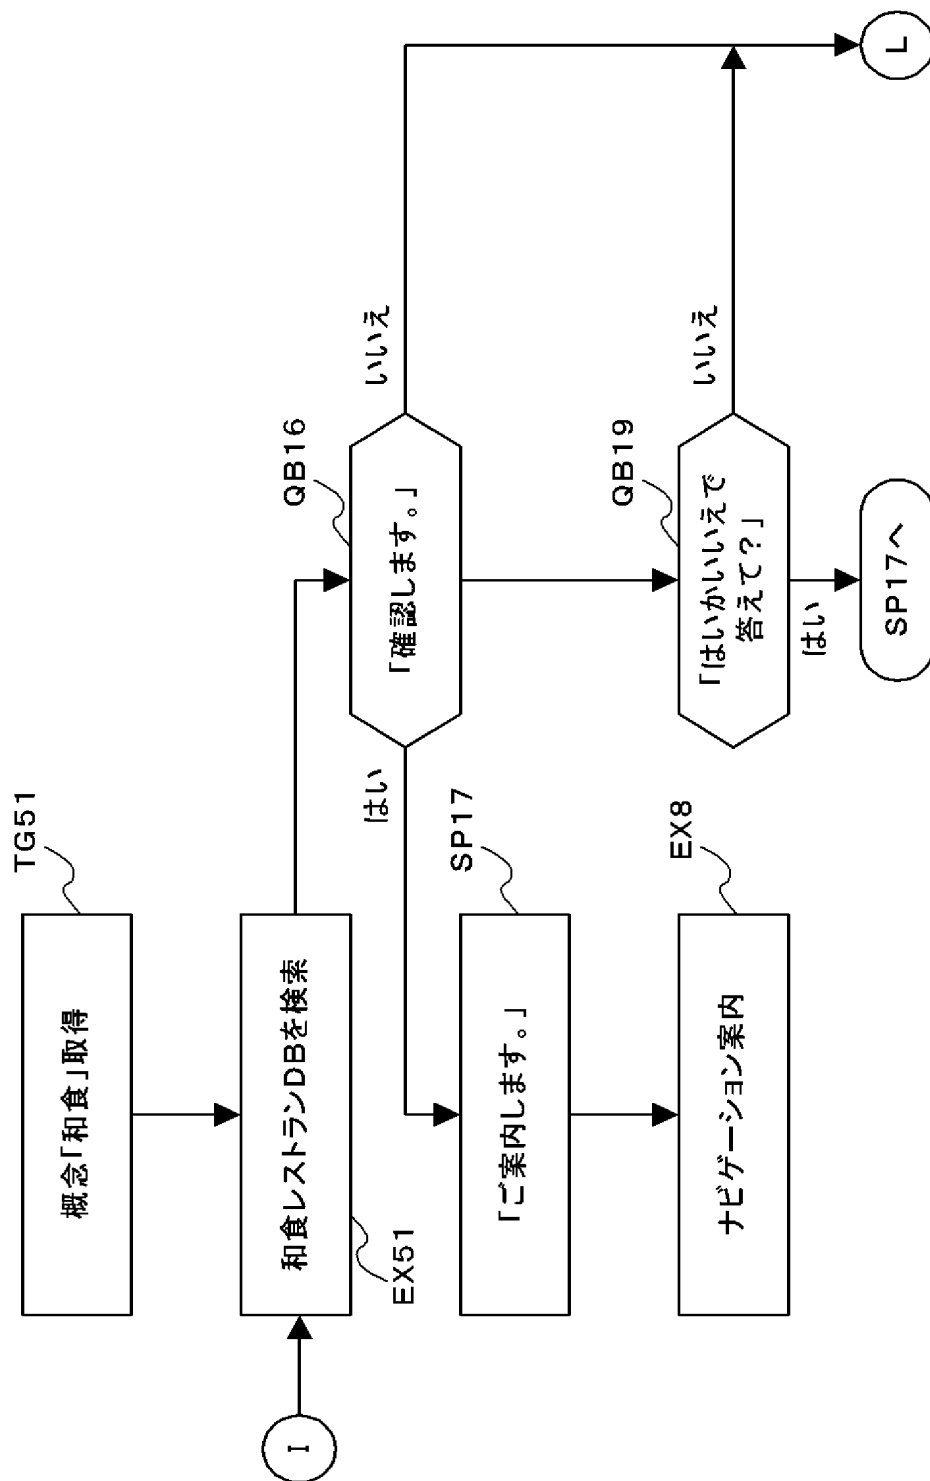 TG51
概念「和食」取得
I
和食レストランDBを検索
EX51
QB16
「確認します。」
はい
いいえ
SP17
「ご案内します。」
QB19
「はいかいいえで
答えて？」
いいえ
はい
EX8
ナビゲーション案内
SP17へ
L